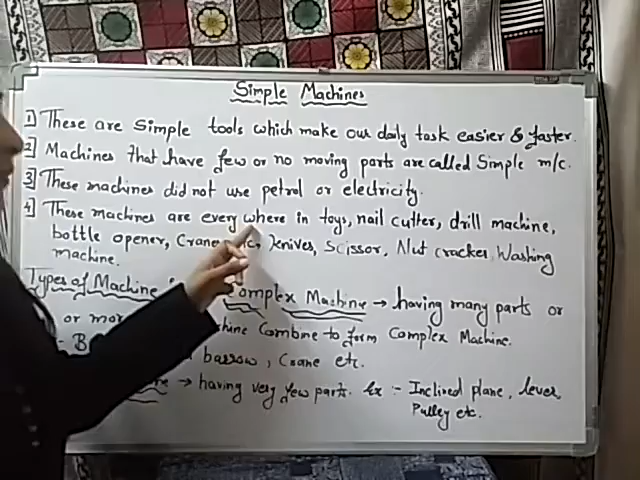 Simple Machines
1] These are Simple tools which make our daily task easier & faster.
2] Machines that have few or no moving parts are called Simple m/c.
3] These machines did not use petrol or electricity.
4] These machines are every where in toys, nail cutter, drill machine,
bottle opener, Crane knives, Scissor, Nut cracker, Washing
machine.
Types of Machine Complex Machine → having many parts or
or Combine to form Complex Machine.
barrow, Crane etc.
→ having very few parts. Ex :- Inclined plane, lever,
Pulley etc.